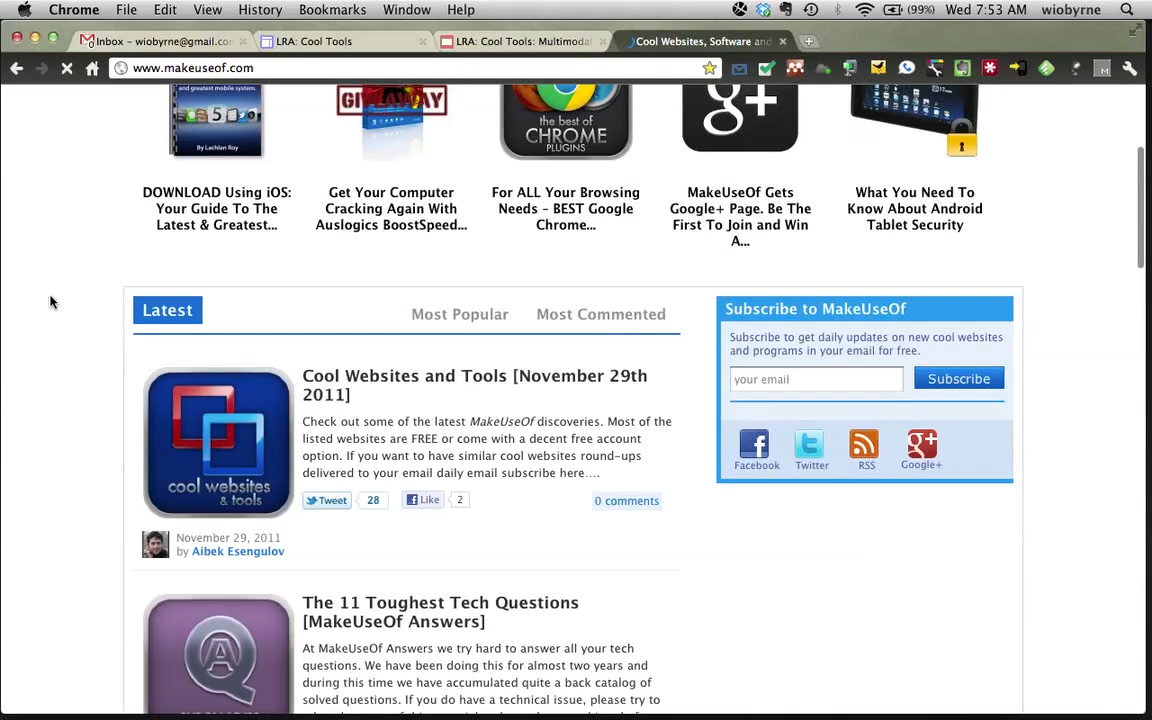 Chrome File Edit View History Bookmarks Window Help (99%) Wed 7:53 AM wiobyrne
Inbox – wiobyrne@gmail.co LRA: Cool Tools LRA: Cool Tools: Multimodal Cool Websites, Software and
www.makeuseof.com
and greatest mobile system.
5
By Lachlan Roy
GIVEAWAY
the best of
CHROME
PLUGINS
g+
DOWNLOAD Using iOS:
Your Guide To The
Latest & Greatest...
Get Your Computer
Cracking Again With
Auslogics BoostSpeed...
For ALL Your Browsing
Needs – BEST Google
Chrome...
MakeUseOf Gets
Google+ Page. Be The
First To Join and Win
A...
What You Need To
Know About Android
Tablet Security
Latest Most Popular Most Commented
cool websites
& tools
Cool Websites and Tools [November 29th
2011]
Check out some of the latest MakeUseOf discoveries. Most of the
listed websites are FREE or come with a decent free account
option. If you want to have similar cool websites round-ups
delivered to your email daily email subscribe here....
Tweet 28 Like 2 0 comments
November 29, 2011
by Aibek Esengulov
Q
A
The 11 Toughest Tech Questions
[MakeUseOf Answers]
At MakeUseOf Answers we try hard to answer all your tech
questions. We have been doing this for almost two years and
during this time we have accumulated quite a back catalog of
solved questions. If you do have a technical issue, please try to
Subscribe to MakeUseOf
Subscribe to get daily updates on new cool websites
and programs in your email for free.
your email Subscribe
Facebook Twitter RSS Google+